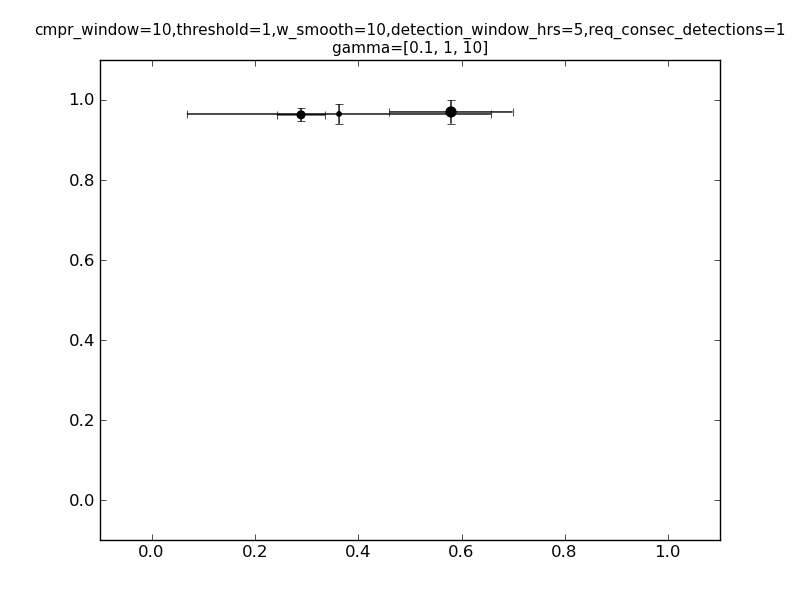 cmpr_window=10,threshold=1,w_smooth=10,detection_window_hrs=5,req_consec_detections=1
gamma=[0.1, 1, 10]
1.0
0.8
0.6
0.4
0.2
0.0
0.0 0.2 0.4 0.6 0.8 1.0